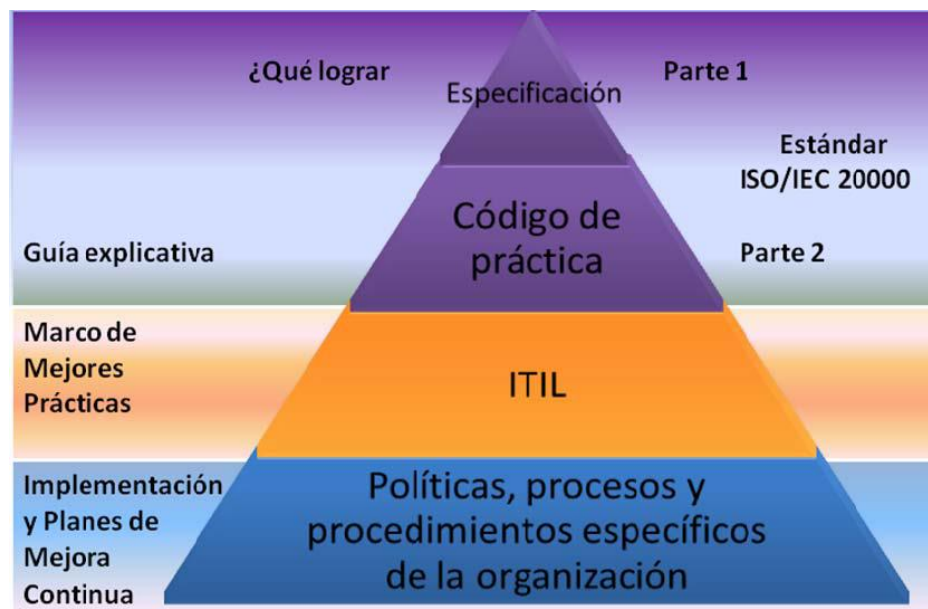 ¿Qué lograr
Especificación
Parte 1
Estándar
ISO/IEC 20000
Guía explicativa
Código de
práctica
Parte 2
Marco de
Mejores
Prácticas
ITIL
Implementación
y Planes de
Mejora
Continua
Políticas, procesos y
procedimientos específicos
de la organización